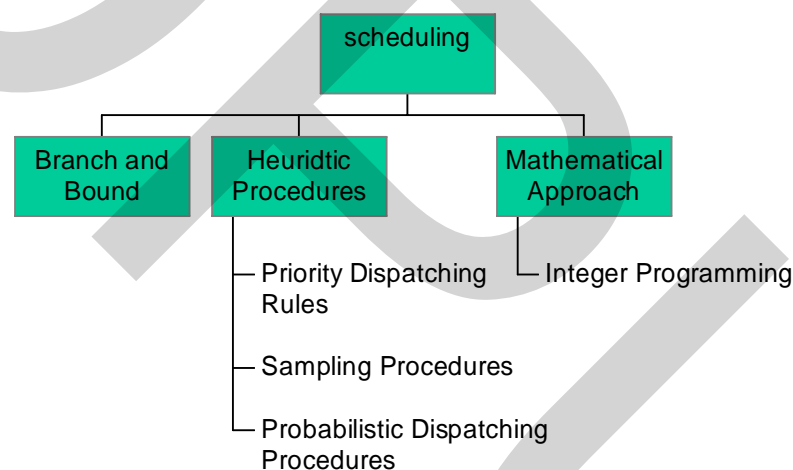 scheduling
Branch and
Bound
Heuridtic
Procedures
Mathematical
Approach
Priority Dispatching
Rules
Sampling Procedures
Probabilistic Dispatching
Procedures
Integer Programming